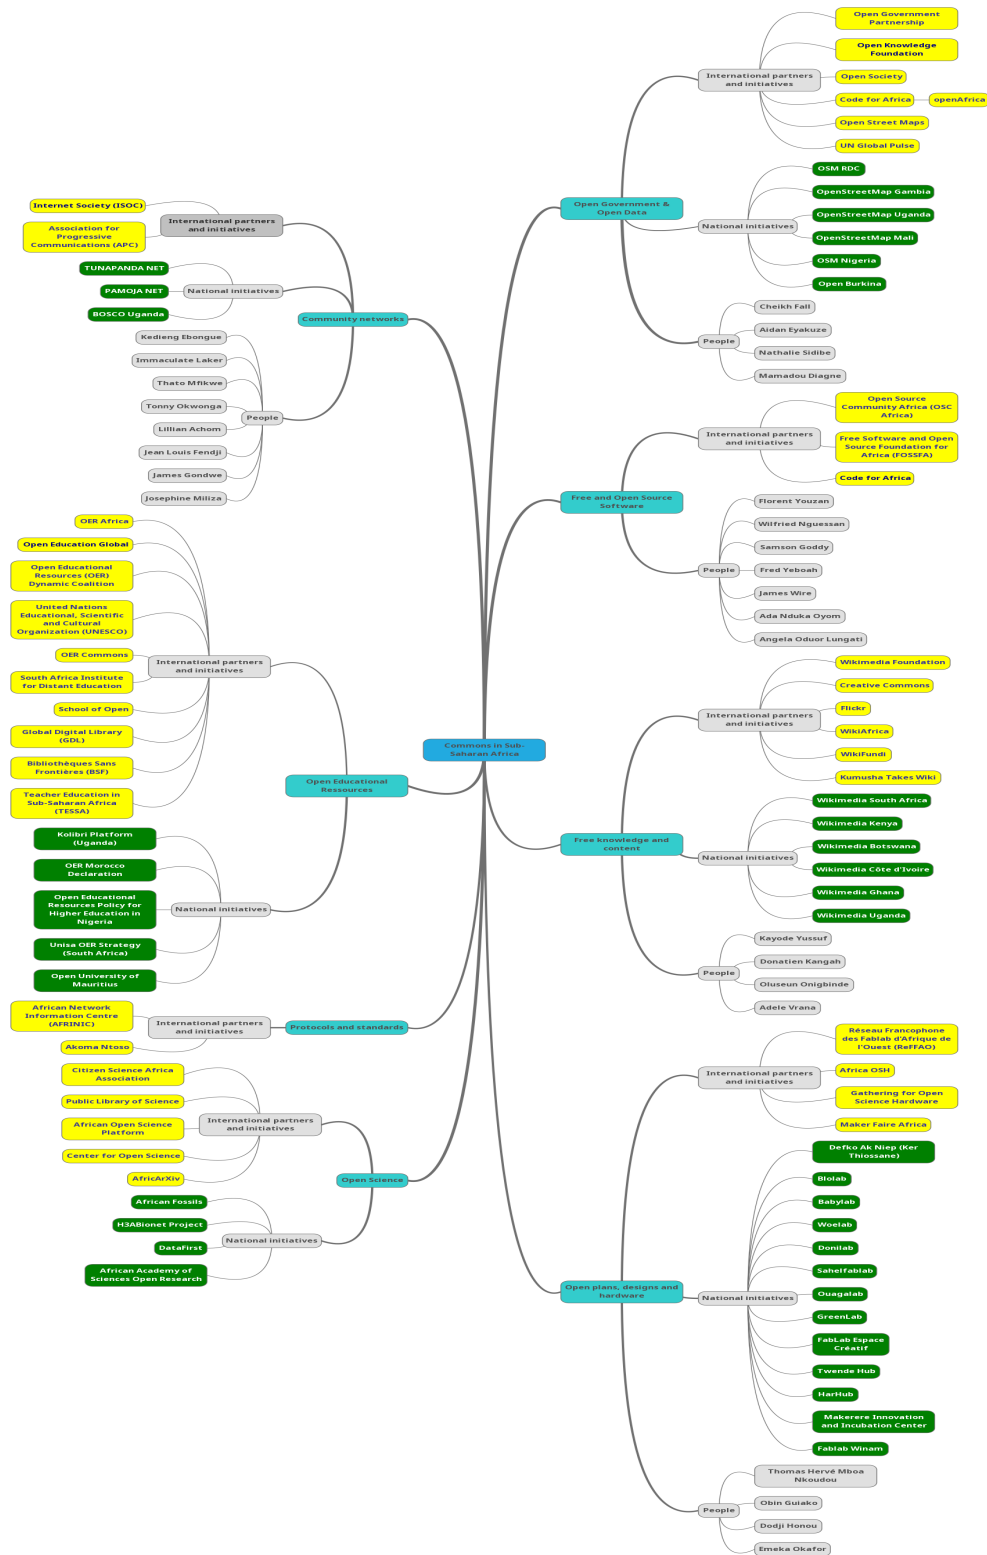 Commons in Sub-
Saharan Africa
Open Government &
Open Data
International partners
and initiatives
Open Government
Partnership
Open Knowledge
Foundation
Open Society
Code for Africa
openAfrica
Open Street Maps
UN Global Pulse
National initiatives
OSM RDC
OpenStreetMap Gambia
OpenStreetMap Uganda
OpenStreetMap Mali
OSM Nigeria
Open Burkina
People
Cheikh Fall
Aidan Eyakuze
Nathalie Sidibe
Mamadou Diagne
Free and Open Source
Software
International partners
and initiatives
Open Source
Community Africa (OSC
Africa)
Free Software and Open
Source Foundation for
Africa (FOSSFA)
Code for Africa
People
Florent Youzan
Wilfried Nguessan
Samson Goddy
Fred Yeboah
James Wire
Ada Nduka Oyom
Angela Oduor Lungati
Free knowledge and
content
International partners
and initiatives
Wikimedia Foundation
Creative Commons
Flickr
WikiAfrica
WikiFundi
Kumusha Takes Wiki
National initiatives
Wikimedia South Africa
Wikimedia Kenya
Wikimedia Botswana
Wikimedia Côte d'Ivoire
Wikimedia Ghana
Wikimedia Uganda
People
Kayode Yussuf
Donatien Kangah
Oluseun Onigbinde
Adele Vrana
Open plans, designs and
hardware
International partners
and initiatives
Réseau Francophone
des Fablab d'Afrique de
l'Ouest (ReFFAO)
Africa OSH
Gathering for Open
Science Hardware
Maker Faire Africa
National initiatives
Defko Ak Niep (Ker
Thiossane)
Blolab
Babylab
Woelab
Donilab
Sahelfablab
Ouagalab
GreenLab
FabLab Espace
Créatif
Twende Hub
HarHub
Makerere Innovation
and Incubation Center
Fablab Winam
People
Thomas Hervé Mboa
Nkoudou
Obin Guiako
Dodji Honou
Emeka Okafor
Community networks
International partners
and initiatives
Internet Society (ISOC)
Association for
Progressive
Communications (APC)
National initiatives
TUNAPANDA NET
PAMOJA NET
BOSCO Uganda
People
Kedieng Ebongue
Immaculate Laker
Thato Mfikwe
Tonny Okwonga
Lillian Achom
Jean Louis Fendji
James Gondwe
Josephine Miliza
Open Educational
Ressources
International partners
and initiatives
OER Africa
Open Education Global
Open Educational
Resources (OER)
Dynamic Coalition
United Nations
Educational, Scientific
and Cultural
Organization (UNESCO)
OER Commons
South Africa Institute
for Distant Education
School of Open
Global Digital Library
(GDL)
Bibliothèques Sans
Frontières (BSF)
Teacher Education in
Sub-Saharan Africa
(TESSA)
National initiatives
Kolibri Platform
(Uganda)
OER Morocco
Declaration
Open Educational
Resources Policy for
Higher Education in
Nigeria
Unisa OER Strategy
(South Africa)
Open University of
Mauritius
Protocols and standards
International partners
and initiatives
African Network
Information Centre
(AFRINIC)
Akoma Ntoso
Open Science
International partners
and initiatives
Citizen Science Africa
Association
Public Library of Science
African Open Science
Platform
Center for Open Science
AfricArXiv
National initiatives
African Fossils
H3ABionet Project
DataFirst
African Academy of
Sciences Open Research